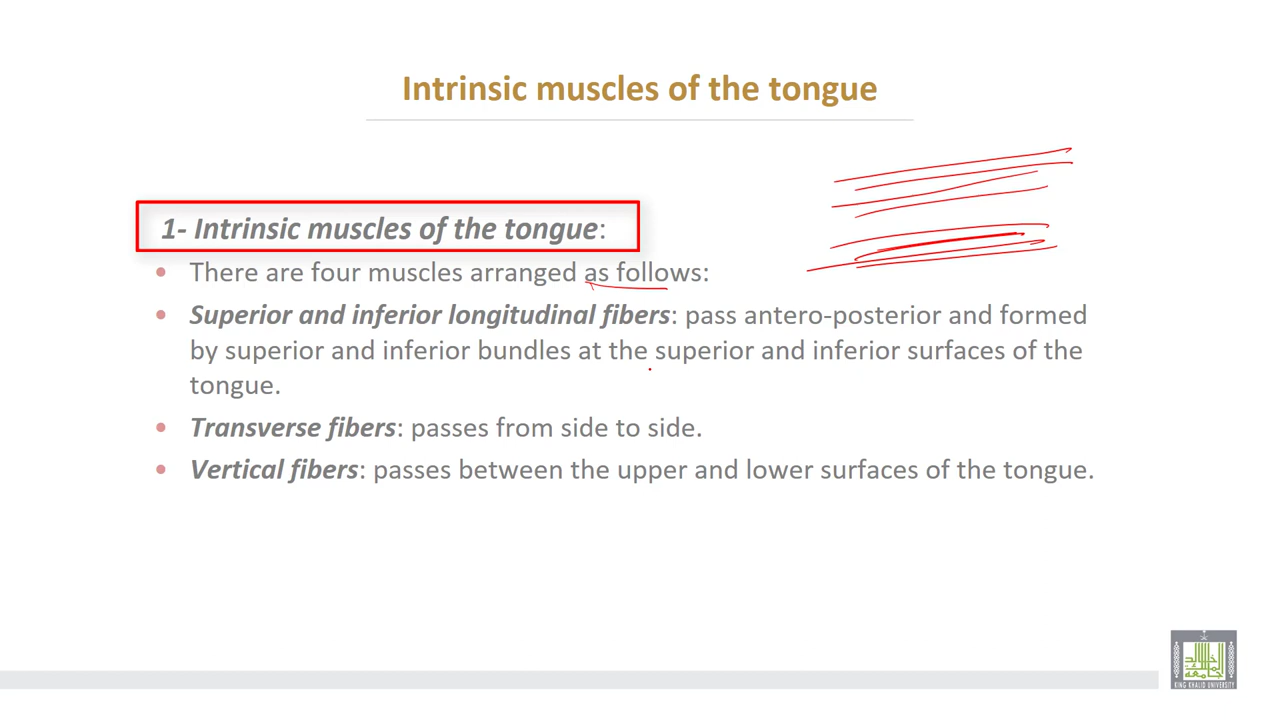 Intrinsic muscles of the tongue
1- Intrinsic muscles of the tongue:
• There are four muscles arranged as follows:
• Superior and inferior longitudinal fibers: pass antero-posterior and formed
by superior and inferior bundles at the superior and inferior surfaces of the
tongue.
• Transverse fibers: passes from side to side.
• Vertical fibers: passes between the upper and lower surfaces of the tongue.
KING KHALID UNIVERSITY